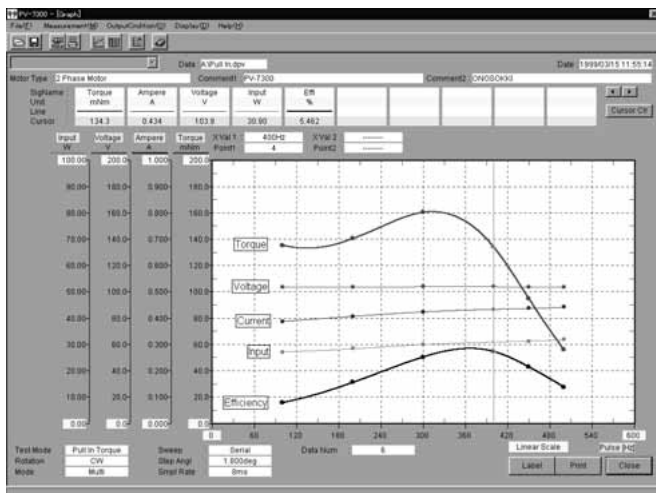 PV-7300 - [Graph]
File(F) Measurement(M) OutputCondition(O) Display(D) Help(H)
Data A:\Pull In.dpv Date 1999/03/15 11:55:14
Motor Type 2 Phase Motor Comment1 PV-7300 Comment2 ONOSOKKI
SigName Torque Ampere Voltage Input Effi
Unit mNm A V W %
Line
Cursor 134.3 0.434 103.8 30.90 5.462 Cursor Clr
Input Voltage Ampere Torque XVal 1 400Hz XVal 2 -------
W V A mNm Point1 4 Point2 -------
100.00 200.0 1.000 200.0
90.00 180.0 0.900 180.0
80.00 160.0 0.800 160.0
70.00 140.0 0.700 140.0
Torque
60.00 120.0 0.600 120.0
50.00 100.0 0.500 100.0
Voltage
40.00 80.0 0.400 80.0
Current
30.00 60.0 0.300 60.0
Input
20.00 40.0 0.200 40.0
10.00 20.0 0.100 20.0
Efficiency
0.00 0.0 0.000 0.0
0 60 120 180 240 300 360 420 480 540 600
Test Mode Pull In Torque Sweep Serial Data Num 6 Linear Scale Pulse [Hz]
Rotation CW Step Angl 1.800deg
Mode Multi Smpl Rate 8ms
Label Print Close